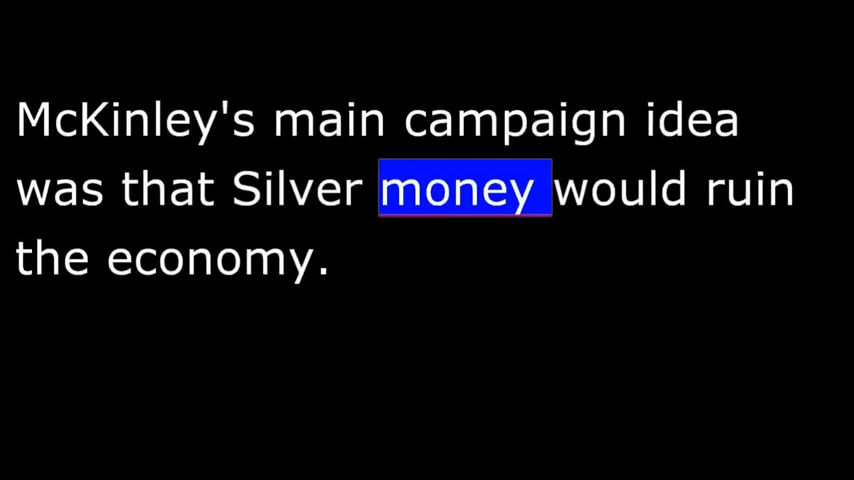 McKinley's main campaign idea
was that Silver money would ruin
the economy.